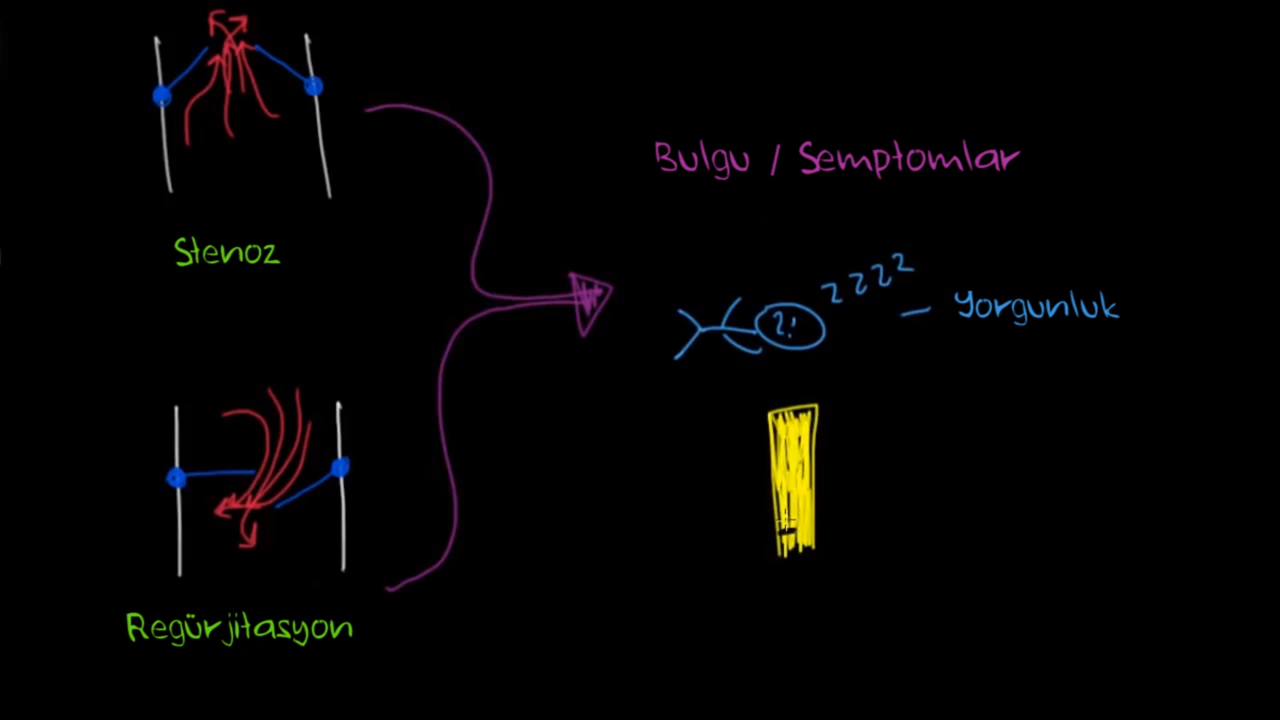 Stenoz
Regürjitasyon
Bulgu / Semptomlar
?!
zzzz
– Yorgunluk